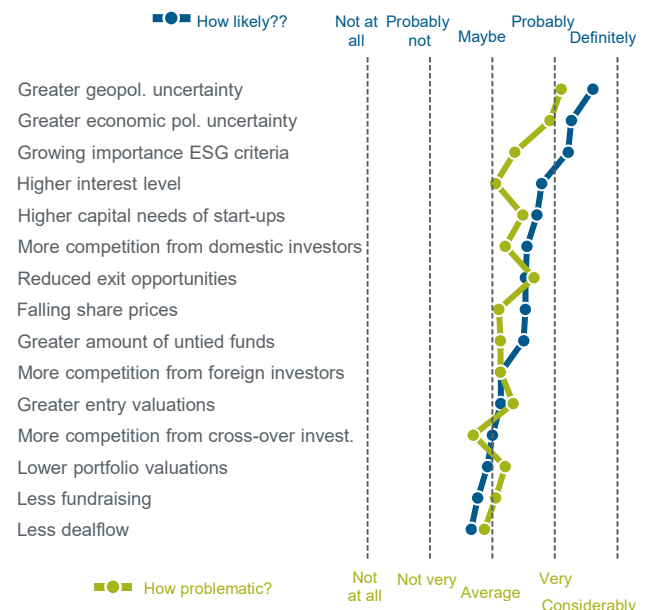 How likely??
Not at
all
Probably
not
Maybe
Probably
Definitely
Greater geopol. uncertainty
Greater economic pol. uncertainty
Growing importance ESG criteria
Higher interest level
Higher capital needs of start-ups
More competition from domestic investors
Reduced exit opportunities
Falling share prices
Greater amount of untied funds
More competition from foreign investors
Greater entry valuations
More competition from cross-over invest.
Lower portfolio valuations
Less fundraising
Less dealflow
How problematic?
Not
at all
Not very
Average
Very
Considerably